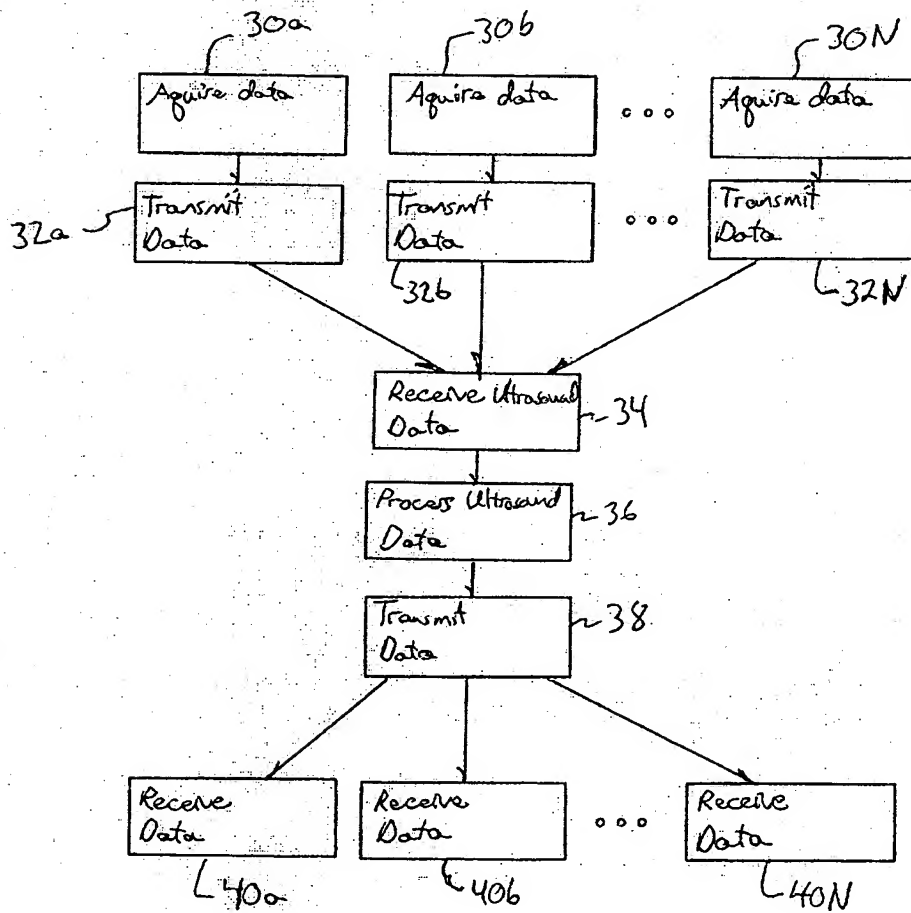 30a
30b
30N
Aquire data
Aquire data
Aquire data
Transmit
Data
Transmit
Data
Transmit
Data
32a
32b
32N
Receive Utrasound
Data
34
Process Ultrasound
Data
36
Transmit
Data
38
Receive
Data
Receive
Data
Receive
Data
40a
40b
40N